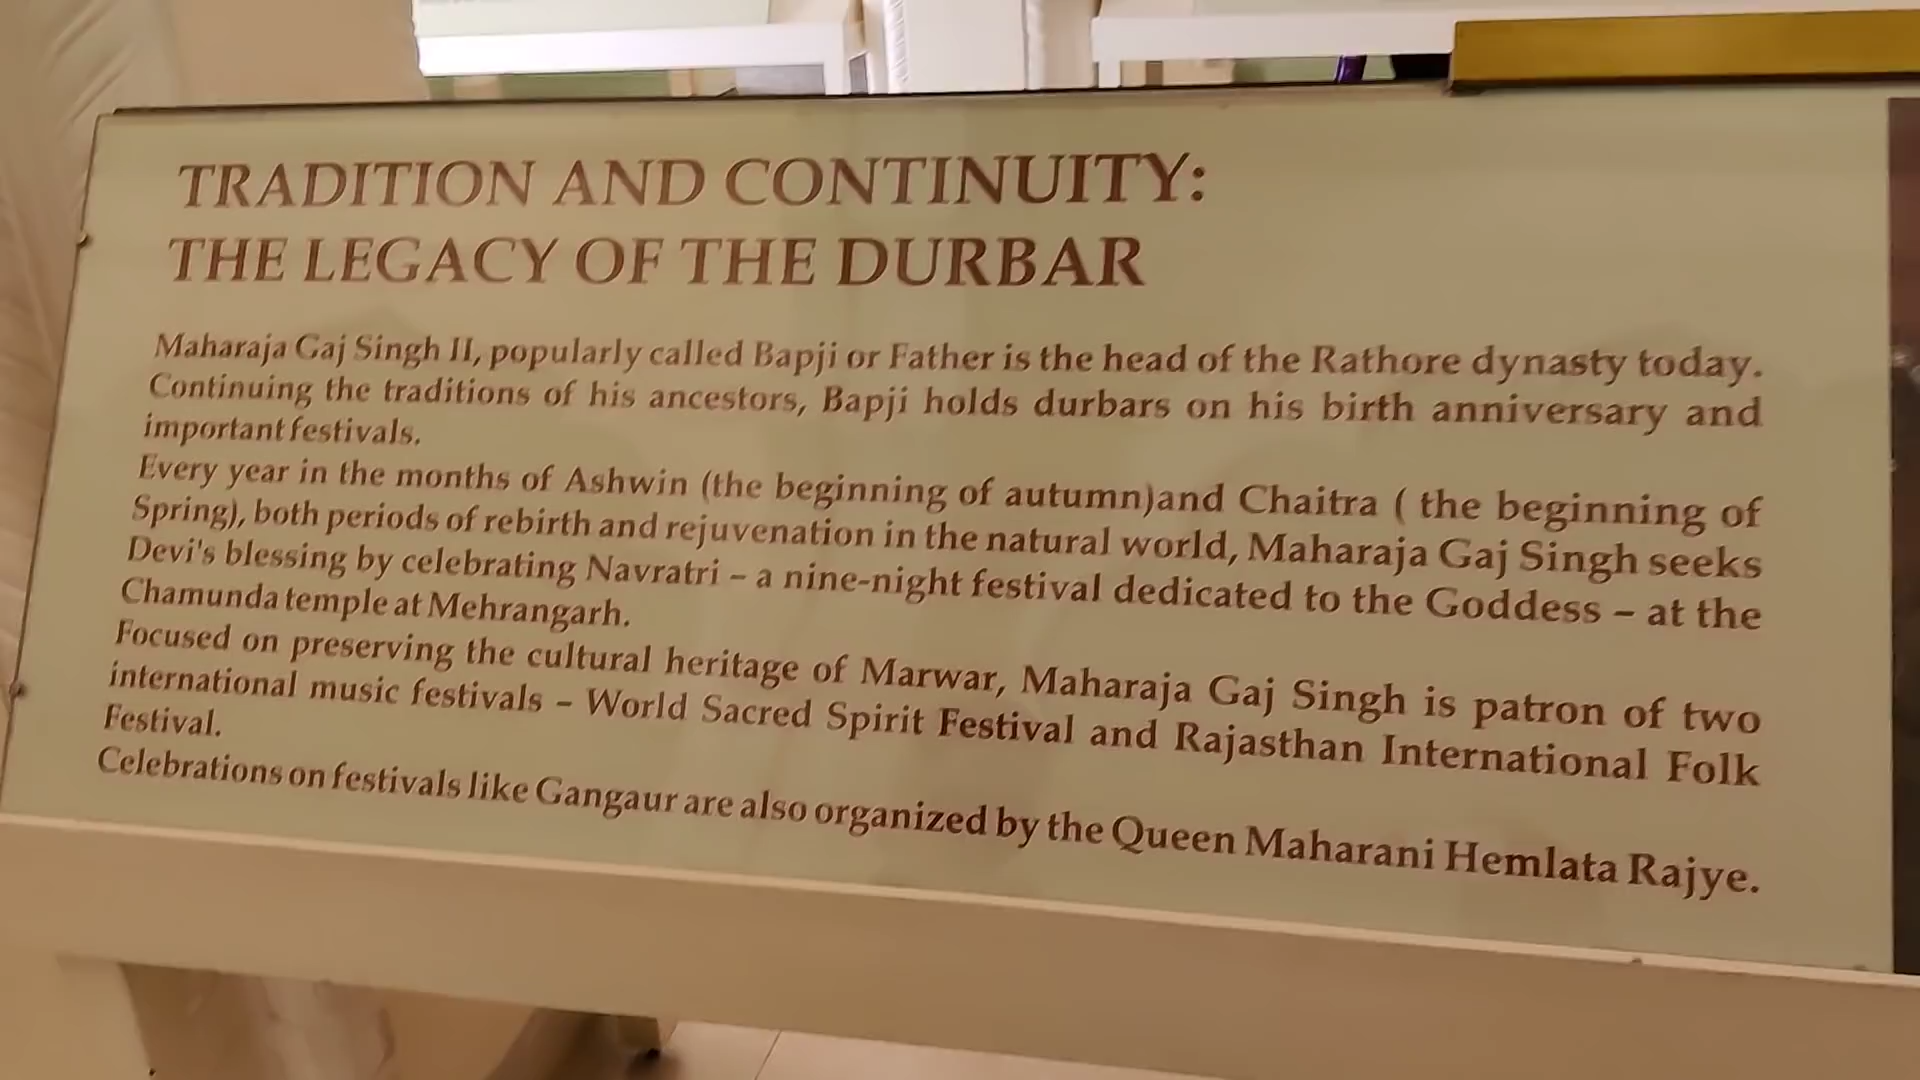 TRADITION AND CONTINUITY:
THE LEGACY OF THE DURBAR
Maharaja Gaj Singh II, popularly called Bapji or Father is the head of the Rathore dynasty today.
Continuing the traditions of his ancestors, Bapji holds durbars on his birth anniversary and
important festivals.
Every year in the months of Ashwin (the beginning of autumn)and Chaitra ( the beginning of
Spring), both periods of rebirth and rejuvenation in the natural world, Maharaja Gaj Singh seeks
Devi's blessing by celebrating Navratri – a nine-night festival dedicated to the Goddess – at the
Chamunda temple at Mehrangarh.
Focused on preserving the cultural heritage of Marwar, Maharaja Gaj Singh is patron of two
international music festivals – World Sacred Spirit Festival and Rajasthan International Folk
Festival.
Celebrations on festivals like Gangaur are also organized by the Queen Maharani Hemlata Rajye.